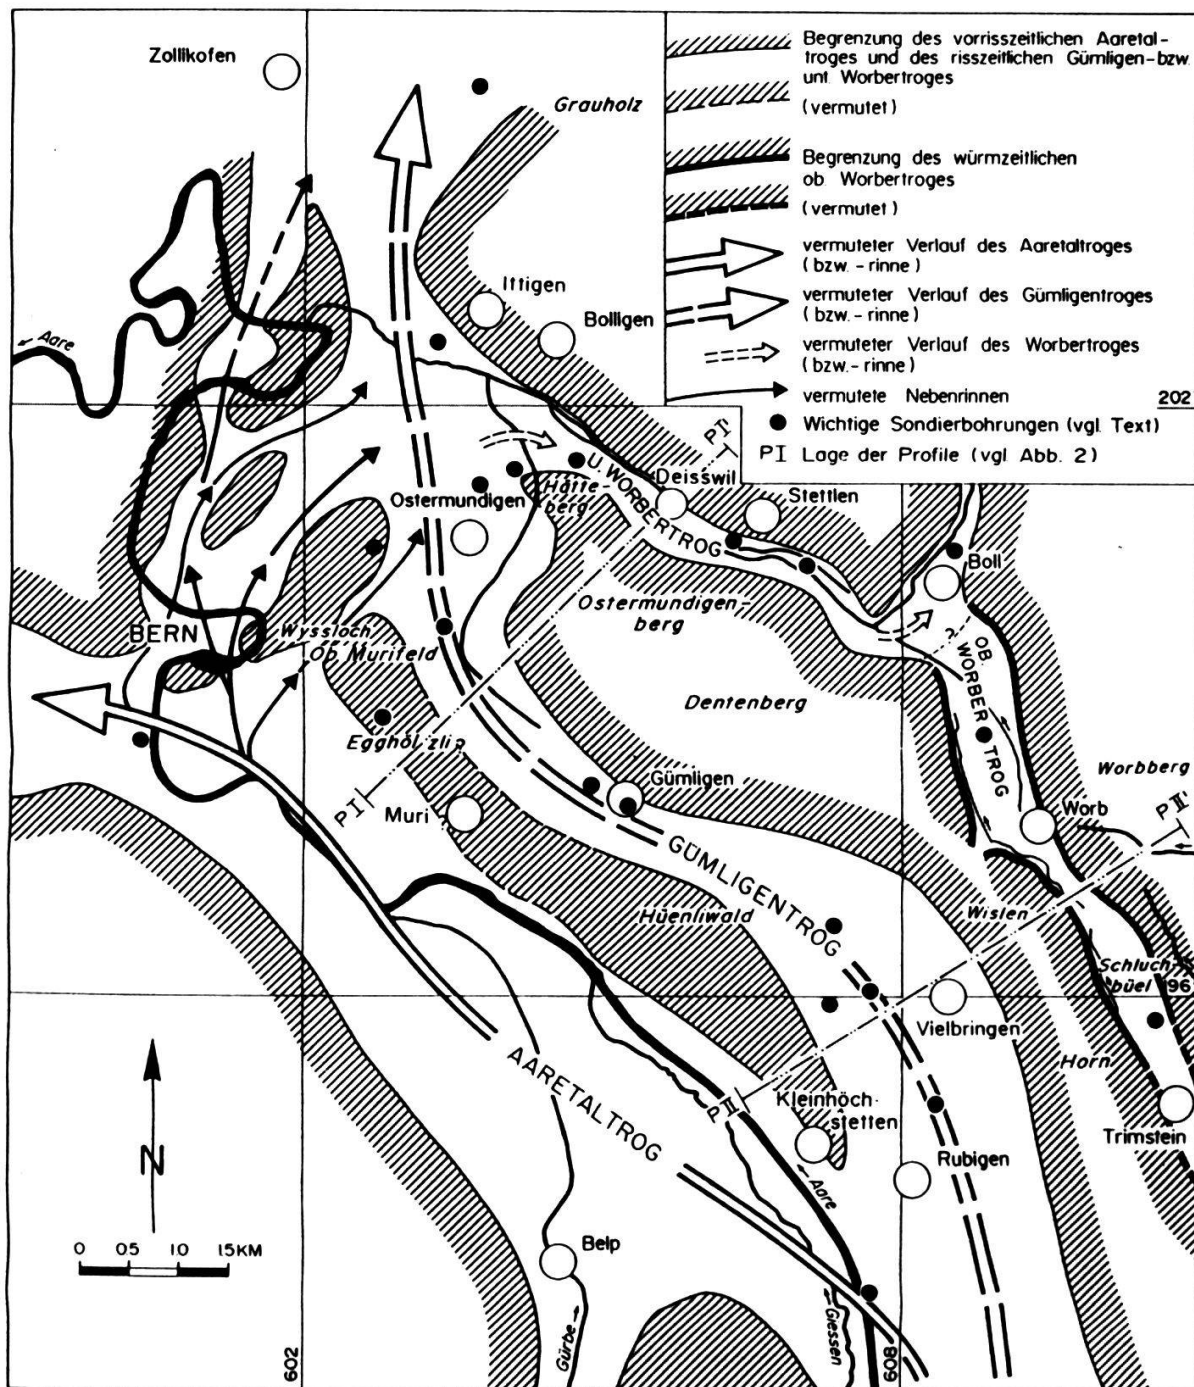 Zollikofen
Grauholz
Begrenzung des vorrisszeitlichen Aaretal-
troges und des risszeitlichen Gümligen-bzw.
unt. Worbertroges
(vermutet)
Begrenzung des würmzeitlichen
ob. Worbertroges
(vermutet)
vermuteter Verlauf des Aaretaltroges
(bzw.-rinne)
vermuteter Verlauf des Gümligentroges
(bzw.-rinne)
vermuteter Verlauf des Worbertroges
(bzw.-rinne)
vermutete Nebenrinnen
202
Wichtige Sondierbohrungen (vgl. Text)
PI Lage der Profile (vgl. Abb. 2)
Ittigen
Bolligen
Aare
PI'
U. WORBERTROG
Deisswil
Hätte-
berg
Stettlen
Ostermundigen
Boll
Ostermundigen-
berg
BERN
Wyssloch
Ob Murifeld
?
OB.
WORBER
TROG
Dentenberg
Egghölzli
Worbberg
Gümligen
PII'
PI
Muri
Worb
GÜMLIGENTROG
Hüenliwald
Wislen
Schluch-
büel
196
Vielbringen
AARETALTROG
Horn
PII
Kleinhöch-
stetten
Trimstein
N
Rubigen
Aare
0 05 10 15KM
Belp
Giessen
Gürbe
602
608